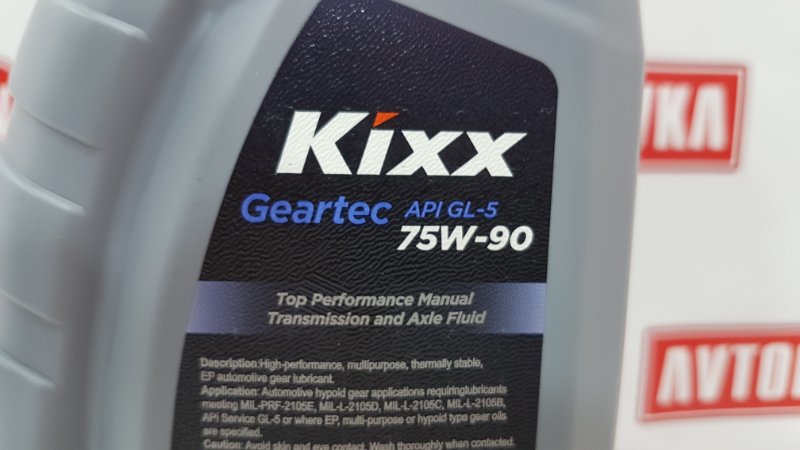 Kixx
Geartec API GL-5
75W-90
Top Performance Manual
Transmission and Axle Fluid
Description:High-performance, multipurpose, thermally stable,
EP automotive gear lubricant.
Application: Automotive hypoid gear applications requiringlubricants
meeting MIL-PRF-2105E, MIL-L-2105D, MIL-L-2105C, MIL-L-2105B,
API Service GL-5 or where EP, multi-purpose or hypoid type gear oils
are specified.
Caution: Avoid skin and eye contact. Wash thoroughly when contacted.